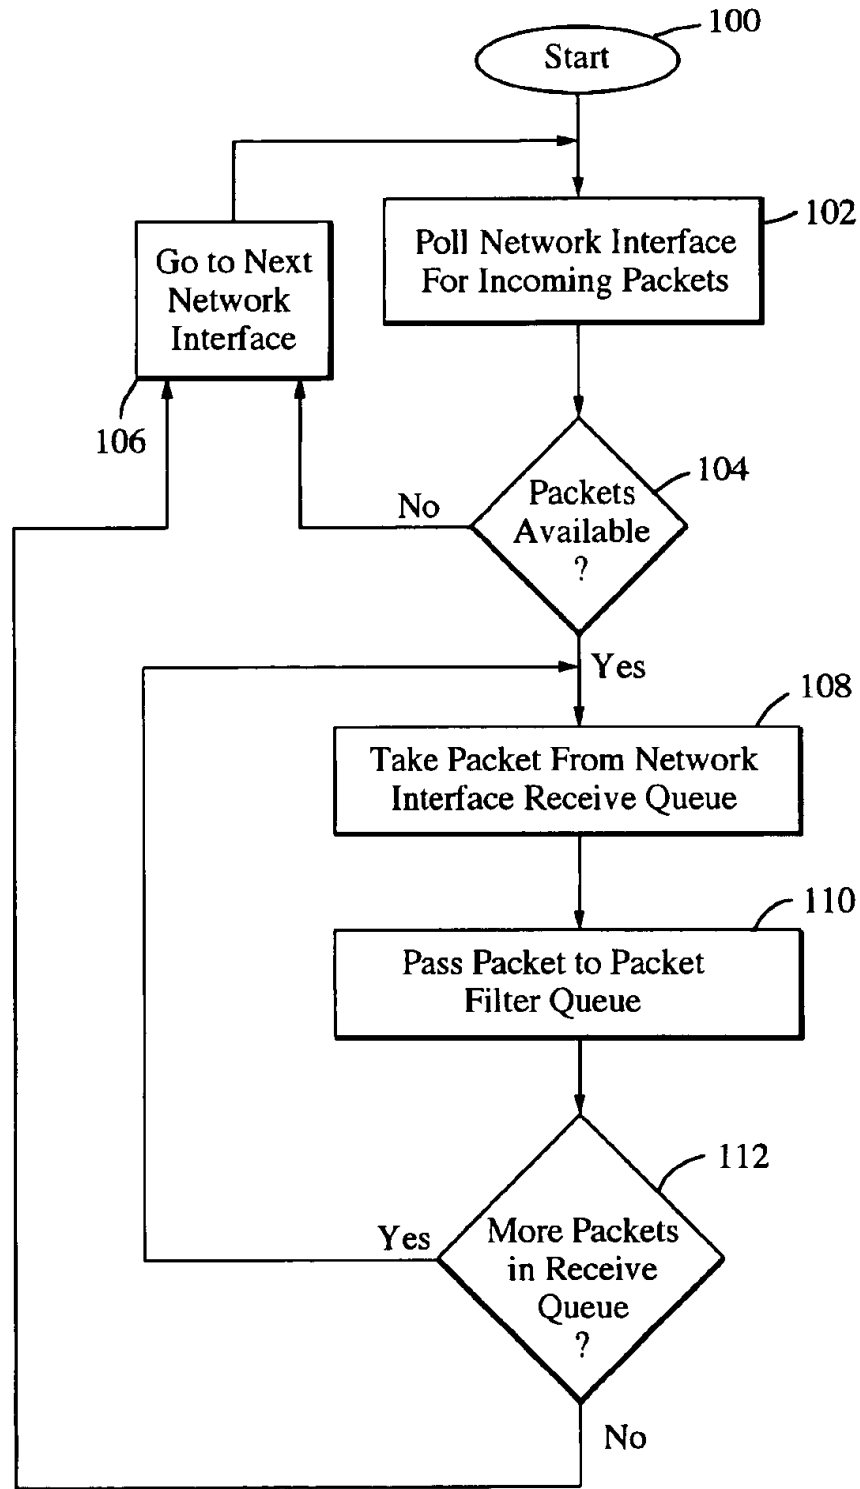 100
Start
102
Poll Network Interface
For Incoming Packets
Go to Next
Network
Interface
106
104
Packets
Available
?
No
Yes
108
Take Packet From Network
Interface Receive Queue
110
Pass Packet to Packet
Filter Queue
112
More Packets
in Receive
Queue
?
Yes
No